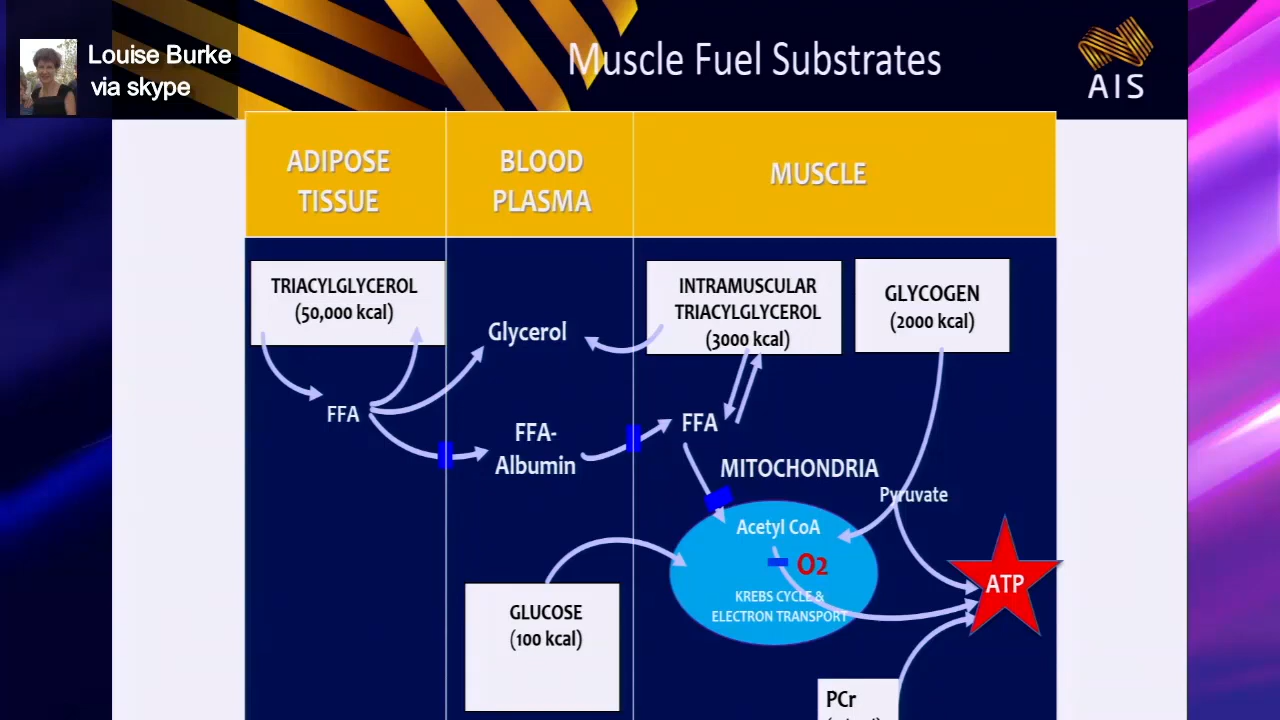 Louise Burke
via skype
Muscle Fuel Substrates
AIS
ADIPOSE
TISSUE
BLOOD
PLASMA
MUSCLE
TRIACYLGLYCEROL
(50,000 kcal)
Glycerol
INTRAMUSCULAR
TRIACYLGLYCEROL
(3000 kcal)
GLYCOGEN
(2000 kcal)
FFA
FFA-
Albumin
FFA
MITOCHONDRIA
Pyruvate
Acetyl CoA
O2
KREBS CYCLE &
ELECTRON TRANSPORT
ATP
GLUCOSE
(100 kcal)
PCr